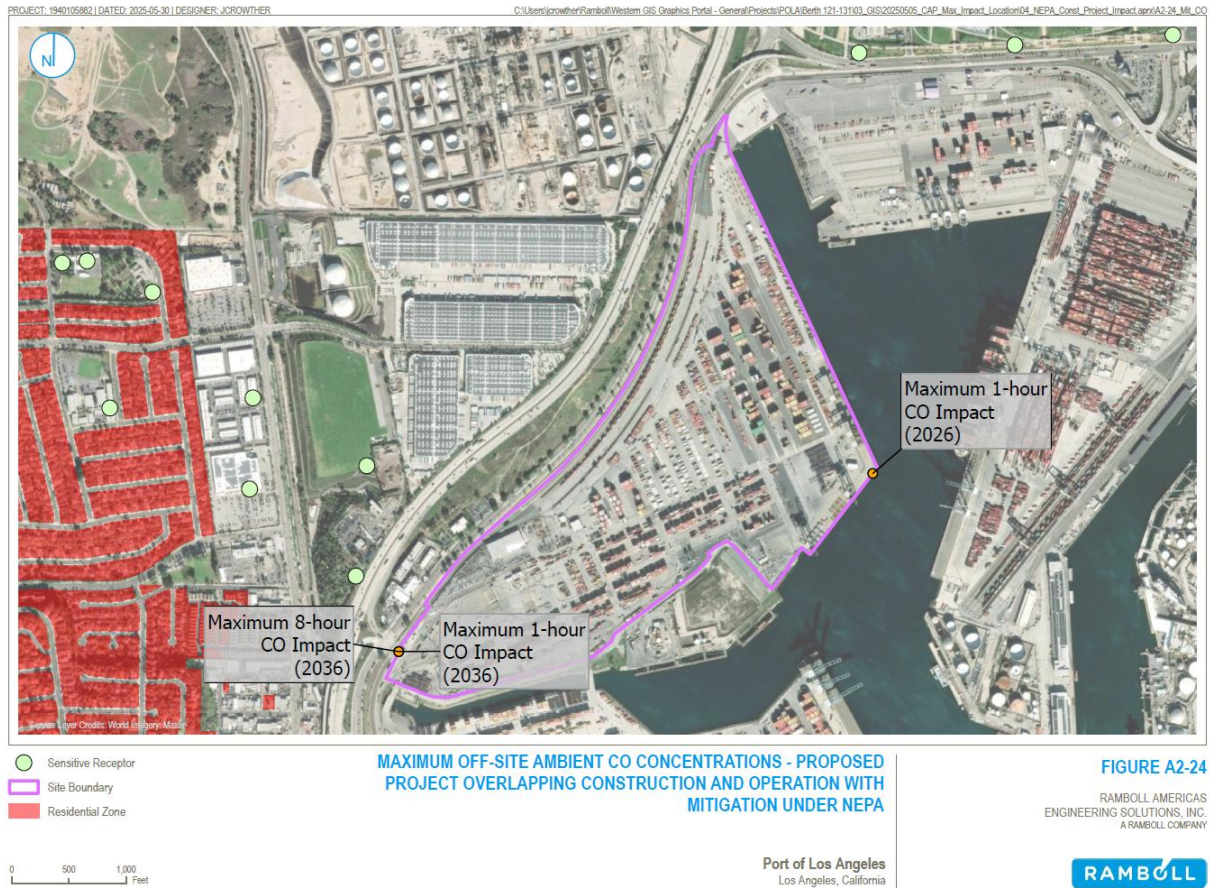 PROJECT: 1940105882 | DATED: 2025-05-30 | DESIGNER: JCROWTHER
C:\Users\jcrowther\Ramboll\Western GIS Graphics Portal - General\Projects\POLA\Berth 121-131\03_GIS\20250505_CAP_Max_Impact_Location\04_NEPA_Const_Project_Impact.aprx\A2-24_Mit_CO
N
Maximum 1-hour
CO Impact
(2026)
Maximum 8-hour
CO Impact
(2036)
Maximum 1-hour
CO Impact
(2036)
Service Layer Credits: World Imagery: Maxar
Sensitive Receptor
Site Boundary
Residential Zone
0 500 1,000
Feet
MAXIMUM OFF-SITE AMBIENT CO CONCENTRATIONS - PROPOSED
PROJECT OVERLAPPING CONSTRUCTION AND OPERATION WITH
MITIGATION UNDER NEPA
Port of Los Angeles
Los Angeles, California
FIGURE A2-24
RAMBOLL AMERICAS
ENGINEERING SOLUTIONS, INC.
A RAMBOLL COMPANY
RAMBOLL